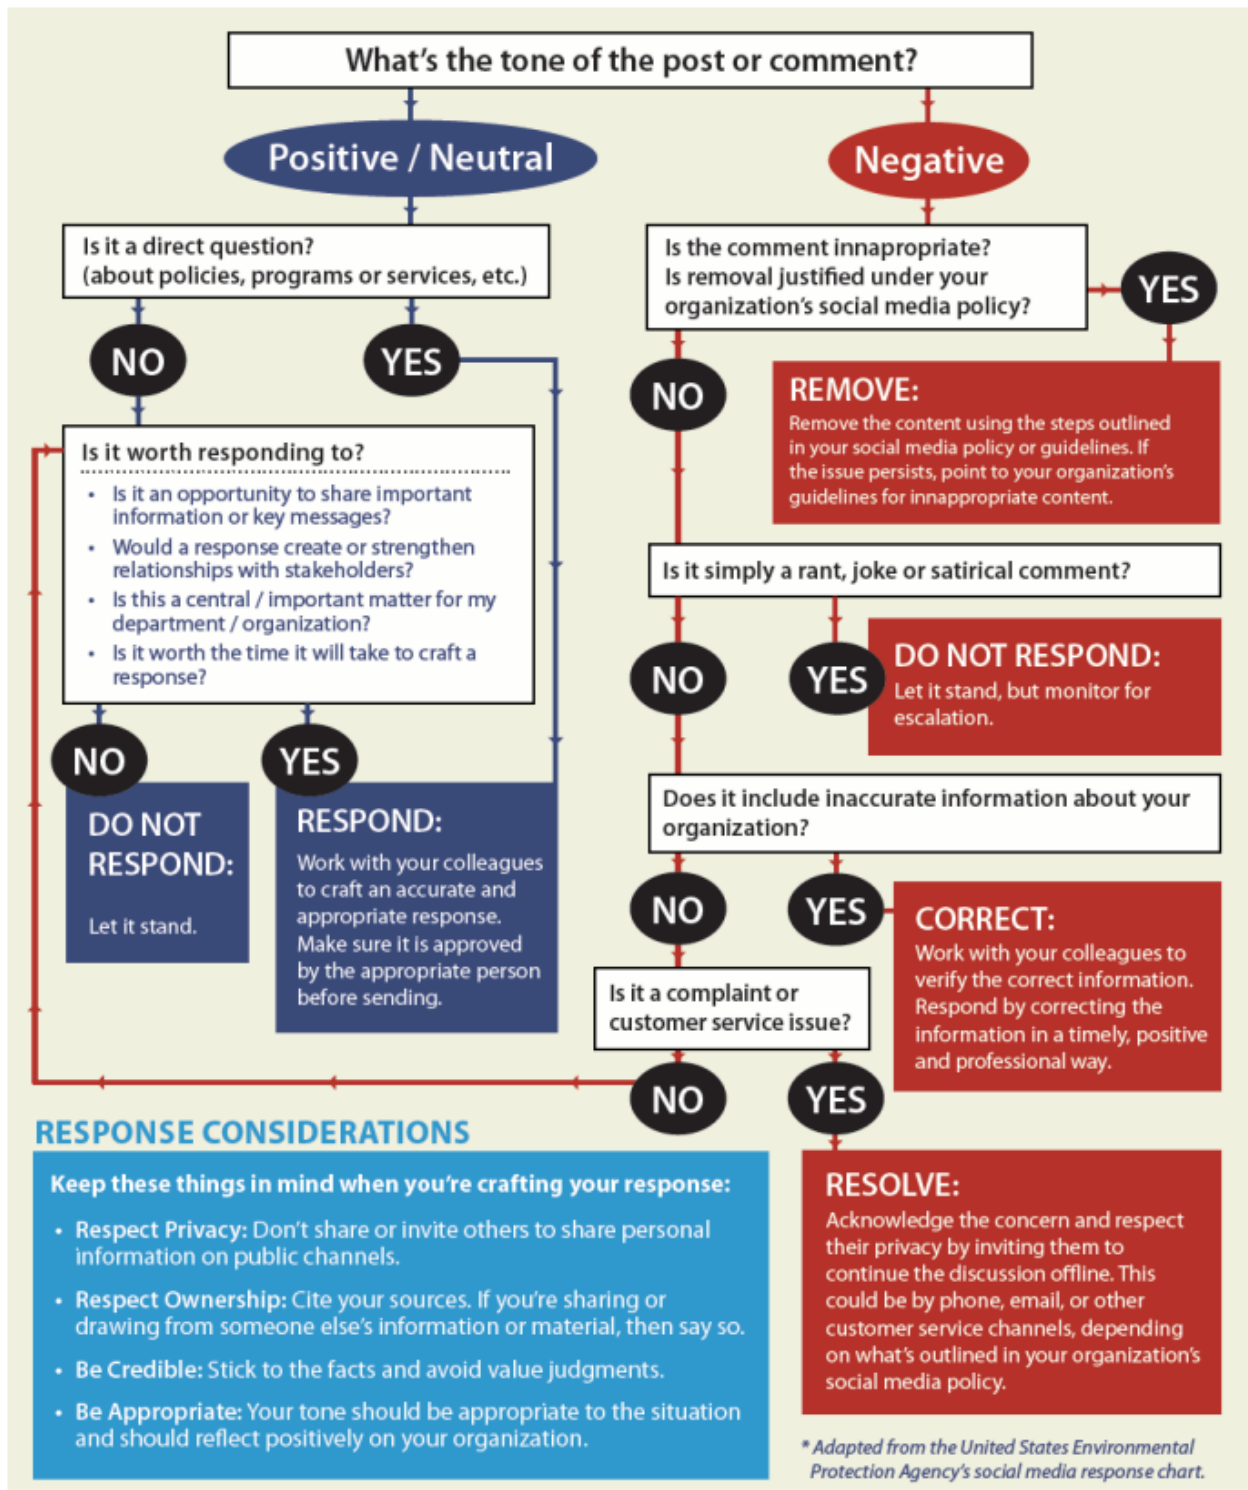 What's the tone of the post or comment?
Positive / Neutral
Negative
Is it a direct question?
(about policies, programs or services, etc.)
NO
YES
Is it worth responding to?
• Is it an opportunity to share important
information or key messages?
• Would a response create or strengthen
relationships with stakeholders?
• Is this a central / important matter for my
department / organization?
• Is it worth the time it will take to craft a
response?
NO
YES
DO NOT
RESPOND:
Let it stand.
RESPOND:
Work with your colleagues
to craft an accurate and
appropriate response.
Make sure it is approved
by the appropriate person
before sending.
Is the comment innapropriate?
Is removal justified under your
organization's social media policy?
YES
NO
REMOVE:
Remove the content using the steps outlined
in your social media policy or guidelines. If
the issue persists, point to your organization's
guidelines for innappropriate content.
Is it simply a rant, joke or satirical comment?
NO
YES
DO NOT RESPOND:
Let it stand, but monitor for
escalation.
Does it include inaccurate information about your
organization?
NO
YES
CORRECT:
Work with your colleagues to
verify the correct information.
Respond by correcting the
information in a timely, positive
and professional way.
Is it a complaint or
customer service issue?
NO
YES
RESOLVE:
Acknowledge the concern and respect
their privacy by inviting them to
continue the discussion offline. This
could be by phone, email, or other
customer service channels, depending
on what's outlined in your organization's
social media policy.
RESPONSE CONSIDERATIONS
Keep these things in mind when you're crafting your response:
• Respect Privacy: Don't share or invite others to share personal
information on public channels.
• Respect Ownership: Cite your sources. If you're sharing or
drawing from someone else's information or material, then say so.
• Be Credible: Stick to the facts and avoid value judgments.
• Be Appropriate: Your tone should be appropriate to the situation
and should reflect positively on your organization.
* Adapted from the United States Environmental
Protection Agency's social media response chart.